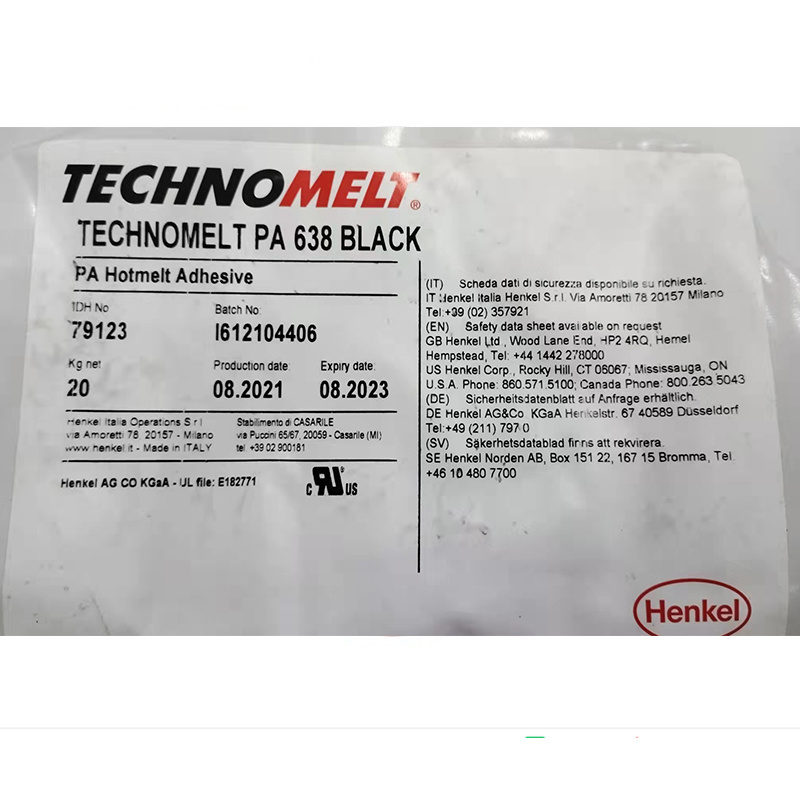 TECHNOMELT®
TECHNOMELT PA 638 BLACK
PA Hotmelt Adhesive
IDH No
79123
Batch No
I612104406
Kg net
20
Production date
08.2021
Expiry date
08.2023
Henkel Italia Operations S.r.l
via Amoretti 78 20157 - Milano
www henkel.it - Made in ITALY
Stabilimento di CASARILE
via Puccini 65/67, 20059 - Casarile (MI)
tel +39 02 900181
Henkel AG CO KGaA - UL file: E182771
c RU® US
(IT) Scheda dati di sicurezza disponibile su richiesta.
IT Henkel Italia Henkel S.r.l. Via Amoretti 78 20157 Milano
Tel:+39 (02) 357921
(EN) Safety data sheet available on request
GB Henkel Ltd , Wood Lane End, HP2 4RQ, Hemel
Hempstead, Tel: +44 1442 278000
US Henkel Corp., Rocky Hill, CT 06067; Mississauga, ON
U.S.A. Phone: 860.571.5100; Canada Phone: 800 263 5043
(DE) Sicherheitsdatenblatt auf Anfrage erhältlich.
DE Henkel AG&Co. KGaA Henkelstr. 67 40589 Düsseldorf
Tel:+49 (211) 7970
(SV) Säkerhetsdatablad finns att rekvirera.
SE Henkel Norden AB, Box 151 22, 167 15 Bromma, Tel
+46 10 480 7700
Henkel